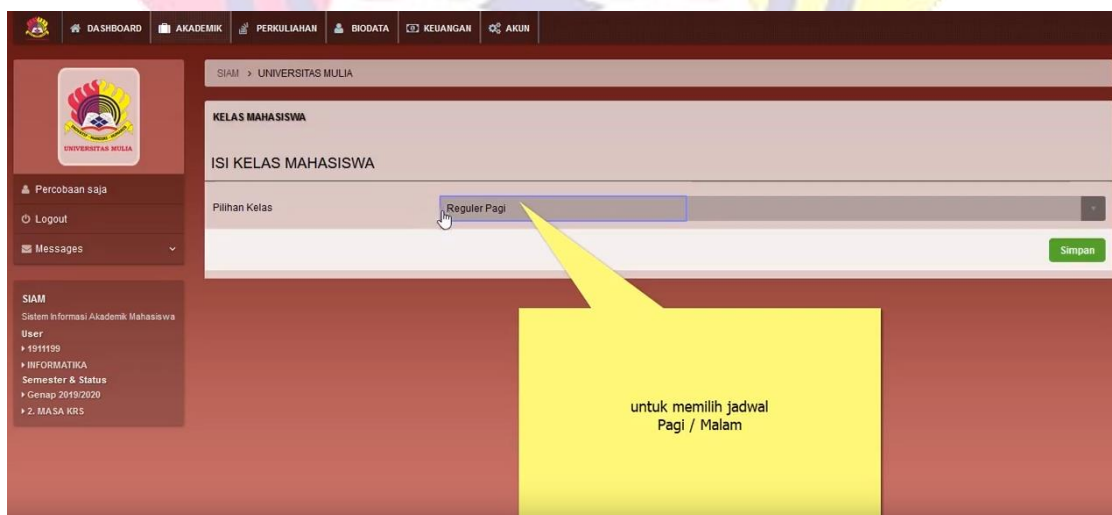 DASHBOARD
AKADEMIK
PERKULIAHAN
BIODATA
KEUANGAN
AKUN
SIAM > UNIVERSITAS MULIA
UNIVERSITAS MULIA
Percobaan saja
Logout
Messages
SIAM
Sistem Informasi Akademik Mahasiswa
User
1911199
INFORMATIKA
Semester & Status
Genap 2019/2020
2. MASA KRS
KELAS MAHASISWA
ISI KELAS MAHASISWA
Pilihan Kelas
Reguler Pagi
Simpan
untuk memilih jadwal
Pagi / Malam